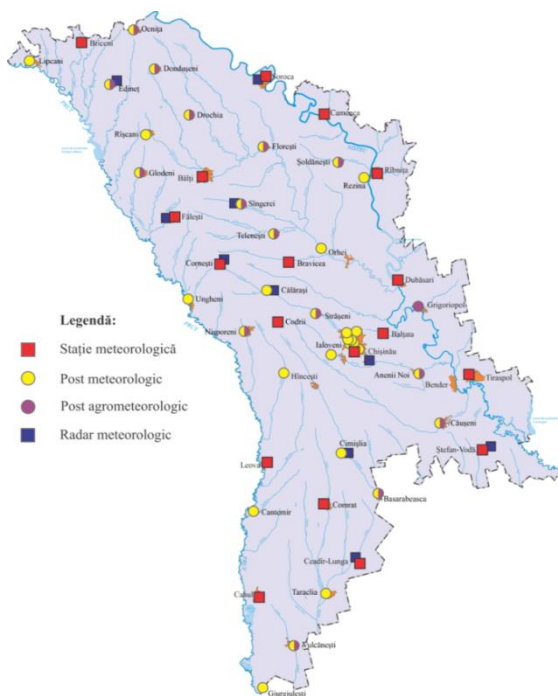 Ocnița
Briceni
Lipcani
Dondușeni
Edineț
Soroca
Drochia
Camenca
Rîșcani
Florești
Șoldănești
Glodeni
Bălți
Rîbnița
Rezina
Sîngerei
Fălești
Telenești
Orhei
Cornești
Bravicea
Dubăsari
Călărași
Ungheni
Grigoriopol
Strășeni
Legendă:
Codrii
Nisporeni
Bălțata
Stație meteorologică
Ialoveni
Chișinău
Post meteorologic
Hîncești
Anenii Noi
Bender
Tiraspol
Post agrometeorologic
Căușeni
Radar meteorologic
Cimișlia
Ștefan-Vodă
Leova
Basarabeasca
Cantemir
Comrat
Ceadîr-Lunga
Cahul
Taraclia
Vulcănești
Giurgiulești